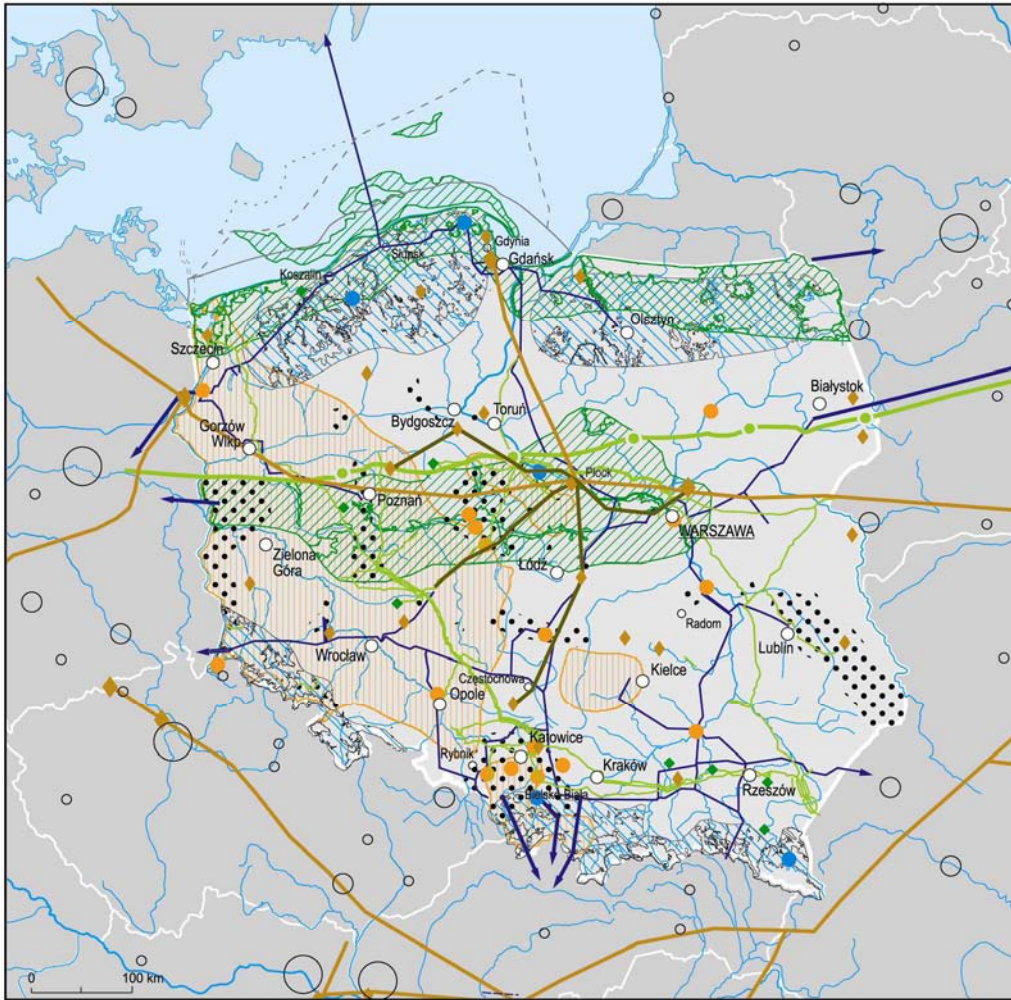 Gdynia
Słupsk
Gdańsk
Koszalin
Olsztyn
Szczecin
Białystok
Toruń
Bydgoszcz
Gorzów
Wlkp.
Płock
Poznań
WARSZAWA
Zielona
Góra
Łódź
Radom
Lublin
Wrocław
Kielce
Częstochowa
Opole
Katowice
Rybnik
Kraków
Rzeszów
Bielsko Biała
0 100 km